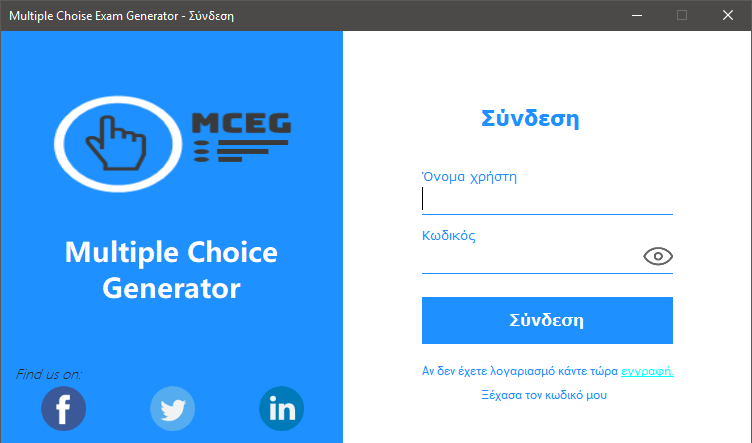 Multiple Choise Exam Generator - Σύνδεση
MCEG
Multiple Choice
Generator
Find us on:
Σύνδεση
Όνομα χρήστη
Κωδικός
Σύνδεση
Αν δεν έχετε λογαριασμό κάντε τώρα εγγραφή.
Ξέχασα τον κωδικό μου